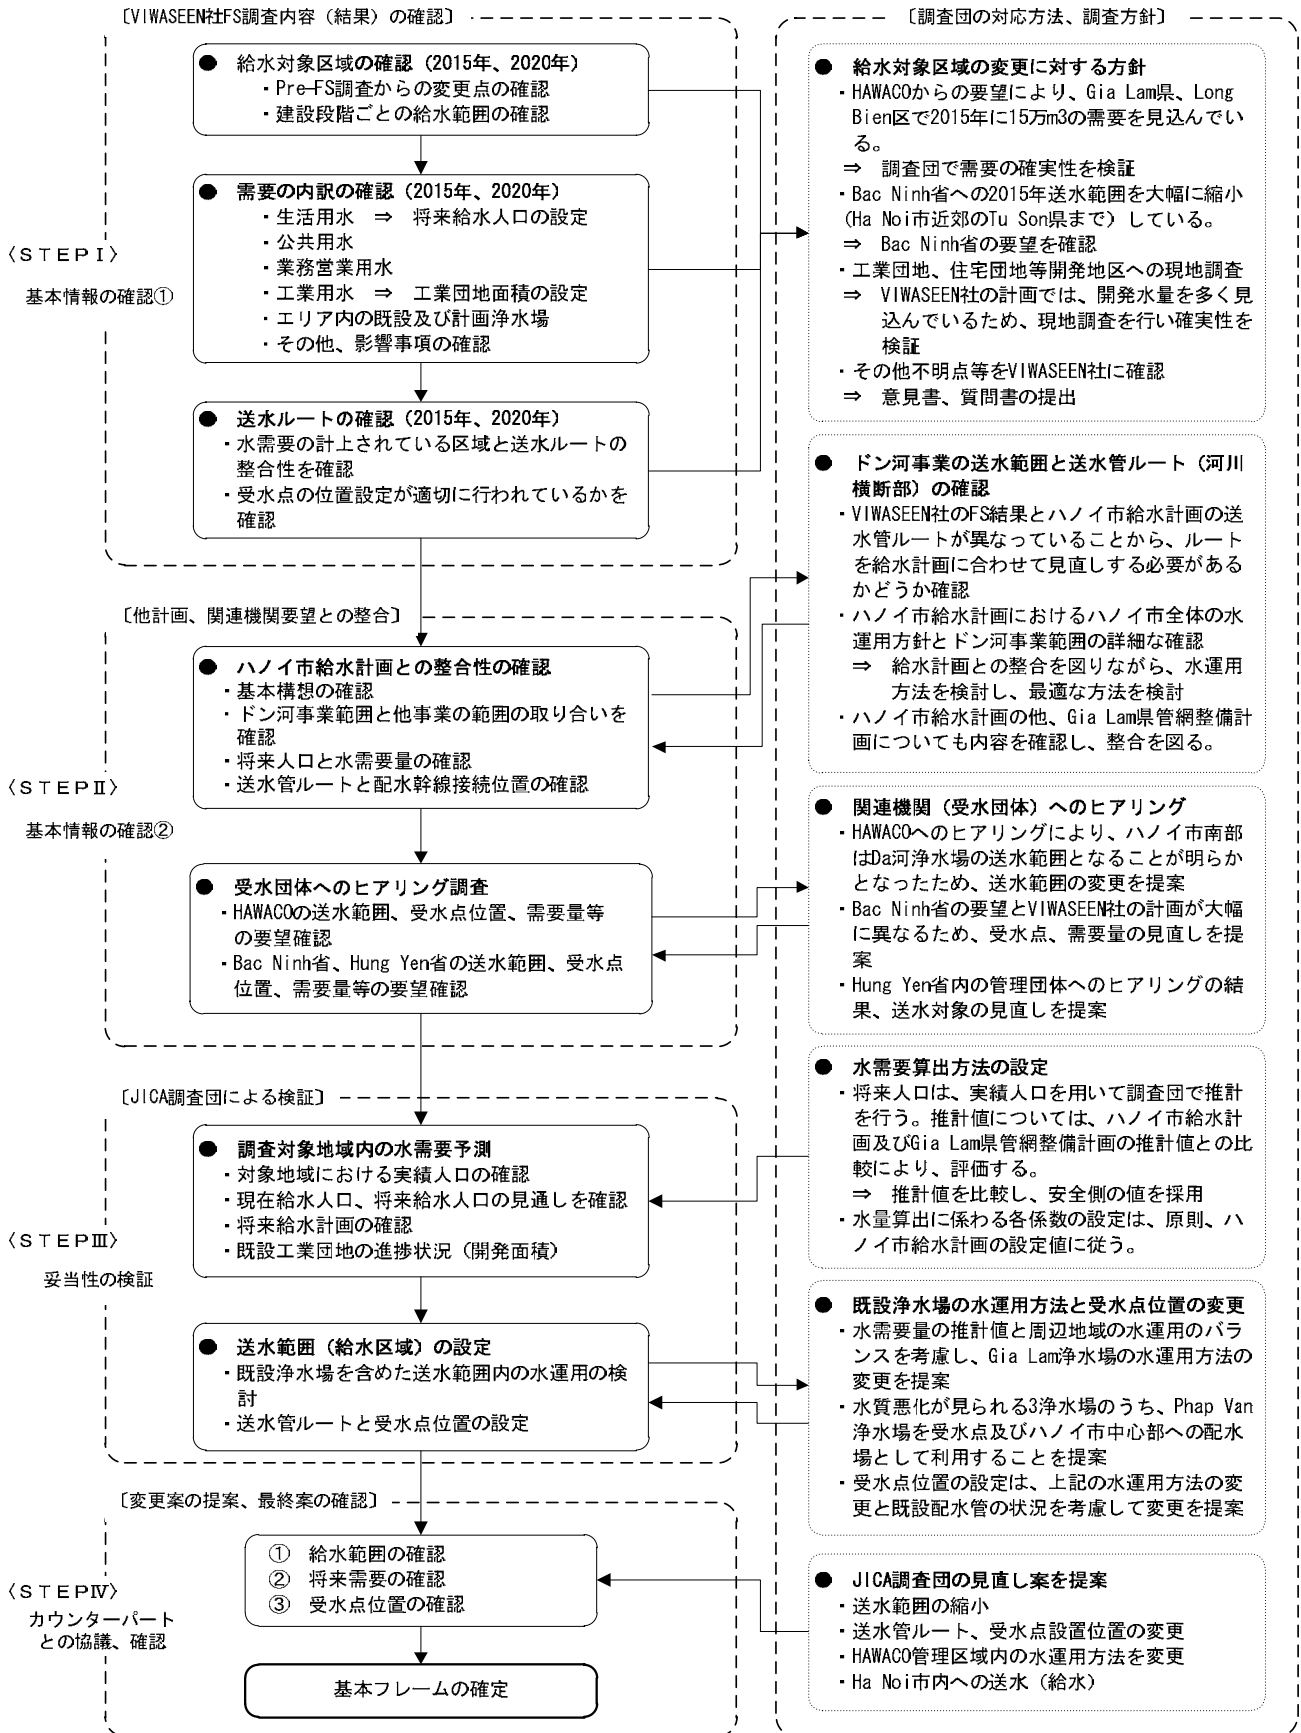 〔VIWASEEN社FS調査内容（結果）の確認〕
● 給水対象区域の確認（2015年、2020年）
・Pre-FS調査からの変更点の確認
・建設段階ごとの給水範囲の確認
● 需要の内訳の確認（2015年、2020年）
・生活用水 ⇒ 将来給水人口の設定
・公共用水
・業務営業用水
・工業用水 ⇒ 工業団地面積の設定
・エリア内の既設及び計画浄水場
・その他、影響事項の確認
〈ＳＴＥＰⅠ〉
基本情報の確認①
● 送水ルートの確認（2015年、2020年）
・水需要の計上されている区域と送水ルートの
整合性を確認
・受水点の位置設定が適切に行われているかを
確認
〔他計画、関連機関要望との整合〕
● ハノイ市給水計画との整合性の確認
・基本構想の確認
・ドン河事業範囲と他事業の範囲の取り合いを
確認
・将来人口と水需要量の確認
・送水管ルートと配水幹線接続位置の確認
〈ＳＴＥＰⅡ〉
基本情報の確認②
● 受水団体へのヒアリング調査
・HAWACOの送水範囲、受水点位置、需要量等
の要望確認
・Bac Ninh省、Hung Yen省の送水範囲、受水点
位置、需要量等の要望確認
〔JICA調査団による検証〕
● 調査対象地域内の水需要予測
・対象地域における実績人口の確認
・現在給水人口、将来給水人口の見通しを確認
・将来給水計画の確認
・既設工業団地の進捗状況（開発面積）
〈ＳＴＥＰⅢ〉
妥当性の検証
● 送水範囲（給水区域）の設定
・既設浄水場を含めた送水範囲内の水運用の検
討
・送水管ルートと受水点位置の設定
〔変更案の提案、最終案の確認〕
① 給水範囲の確認
② 将来需要の確認
③ 受水点位置の確認
〈ＳＴＥＰⅣ〉
カウンターパート
との協議、確認
基本フレームの確定
〔調査団の対応方法、調査方針〕
● 給水対象区域の変更に対する方針
・HAWACOからの要望により、Gia Lam県、Long
Bien区で2015年に15万m3の需要を見込んでい
る。
⇒ 調査団で需要の確実性を検証
・Bac Ninh省への2015年送水範囲を大幅に縮小
（Ha Noi市近郊のTu Son県まで）している。
⇒ Bac Ninh省の要望を確認
・工業団地、住宅団地等開発地区への現地調査
⇒ VIWASEEN社の計画では、開発水量を多く見
込んでいるため、現地調査を行い確実性を
検証
・その他不明点等をVIWASEEN社に確認
⇒ 意見書、質問書の提出
● ドン河事業の送水範囲と送水管ルート（河川
横断部）の確認
・VIWASEEN社のFS結果とハノイ市給水計画の送
水管ルートが異なっていることから、ルート
を給水計画に合わせて見直しする必要がある
かどうか確認
・ハノイ市給水計画におけるハノイ市全体の水
運用方針とドン河事業範囲の詳細な確認
⇒ 給水計画との整合を図りながら、水運用
方法を検討し、最適な方法を検討
・ハノイ市給水計画の他、Gia Lam県管網整備計
画についても内容を確認し、整合を図る。
● 関連機関（受水団体）へのヒアリング
・HAWACOへのヒアリングにより、ハノイ市南部
はDa河浄水場の送水範囲となることが明らか
となったため、送水範囲の変更を提案
・Bac Ninh省の要望とVIWASEEN社の計画が大幅
に異なるため、受水点、需要量の見直しを提
案
・Hung Yen省内の管理団体へのヒアリングの結
果、送水対象の見直しを提案
● 水需要算出方法の設定
・将来人口は、実績人口を用いて調査団で推計
を行う。推計値については、ハノイ市給水計
画及びGia Lam県管網整備計画の推計値との比
較により、評価する。
⇒ 推計値を比較し、安全側の値を採用
・水量算出に係わる各係数の設定は、原則、ハ
ノイ市給水計画の設定値に従う。
● 既設浄水場の水運用方法と受水点位置の変更
・水需要量の推計値と周辺地域の水運用のバラ
ンスを考慮し、Gia Lam浄水場の水運用方法の
変更を提案
・水質悪化が見られる3浄水場のうち、Phap Van
浄水場を受水点及びハノイ市中心部への配水
場として利用することを提案
・受水点位置の設定は、上記の水運用方法の変
更と既設配水管の状況を考慮して変更を提案
● JICA調査団の見直し案を提案
・送水範囲の縮小
・送水管ルート、受水点設置位置の変更
・HAWACO管理区域内の水運用方法を変更
・Ha Noi市内への送水（給水）